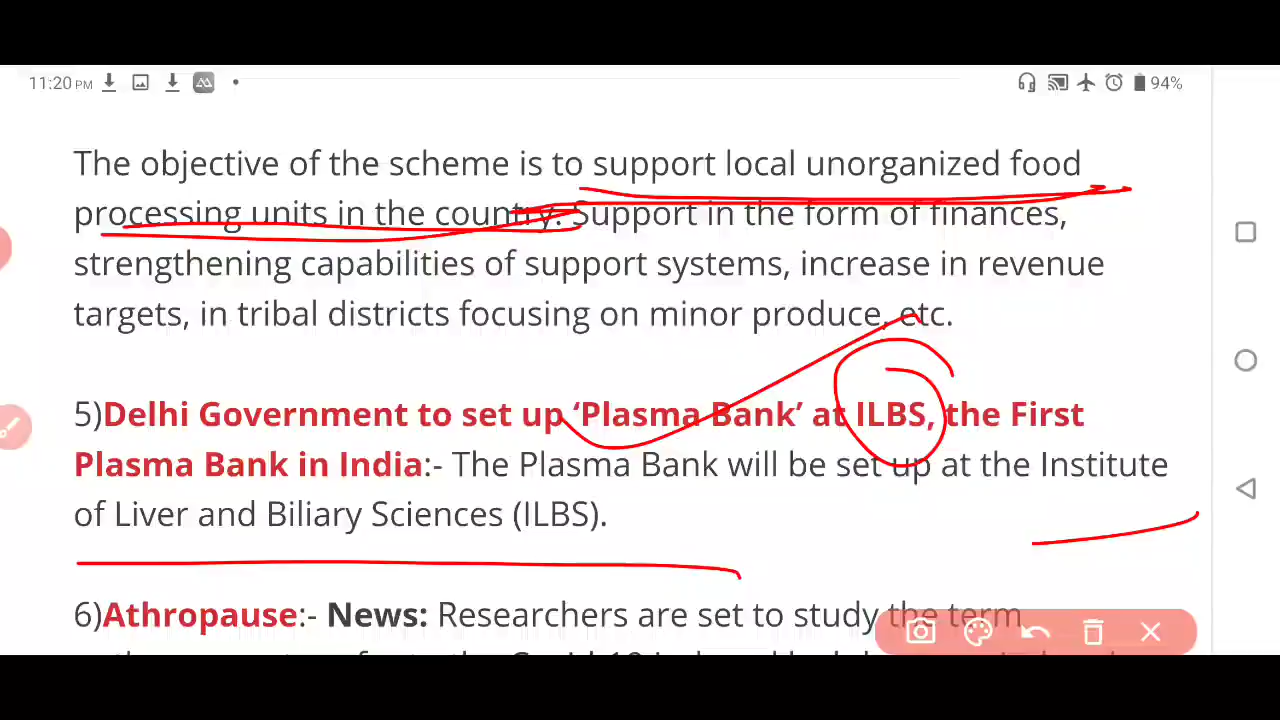 11:20 PM 94%
The objective of the scheme is to support local unorganized food
processing units in the country. Support in the form of finances,
strengthening capabilities of support systems, increase in revenue
targets, in tribal districts focusing on minor produce, etc.
5)Delhi Government to set up ‘Plasma Bank’ at ILBS, the First
Plasma Bank in India:- The Plasma Bank will be set up at the Institute
of Liver and Biliary Sciences (ILBS).
6)Athropause:- News: Researchers are set to study the term